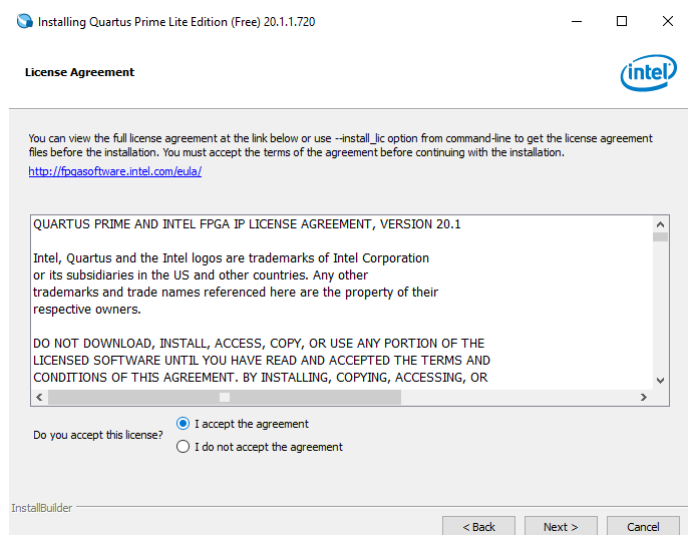 Installing Quartus Prime Lite Edition (Free) 20.1.1.720
License Agreement
intel
You can view the full license agreement at the link below or use --install_lic option from command-line to get the license agreement
files before the installation. You must accept the terms of the agreement before continuing with the installation.
http://fpgasoftware.intel.com/eula/
QUARTUS PRIME AND INTEL FPGA IP LICENSE AGREEMENT, VERSION 20.1
Intel, Quartus and the Intel logos are trademarks of Intel Corporation
or its subsidiaries in the US and other countries. Any other
trademarks and trade names referenced here are the property of their
respective owners.
DO NOT DOWNLOAD, INSTALL, ACCESS, COPY, OR USE ANY PORTION OF THE
LICENSED SOFTWARE UNTIL YOU HAVE READ AND ACCEPTED THE TERMS AND
CONDITIONS OF THIS AGREEMENT. BY INSTALLING, COPYING, ACCESSING, OR
Do you accept this license?
I accept the agreement
I do not accept the agreement
InstallBuilder
< Back Next > Cancel